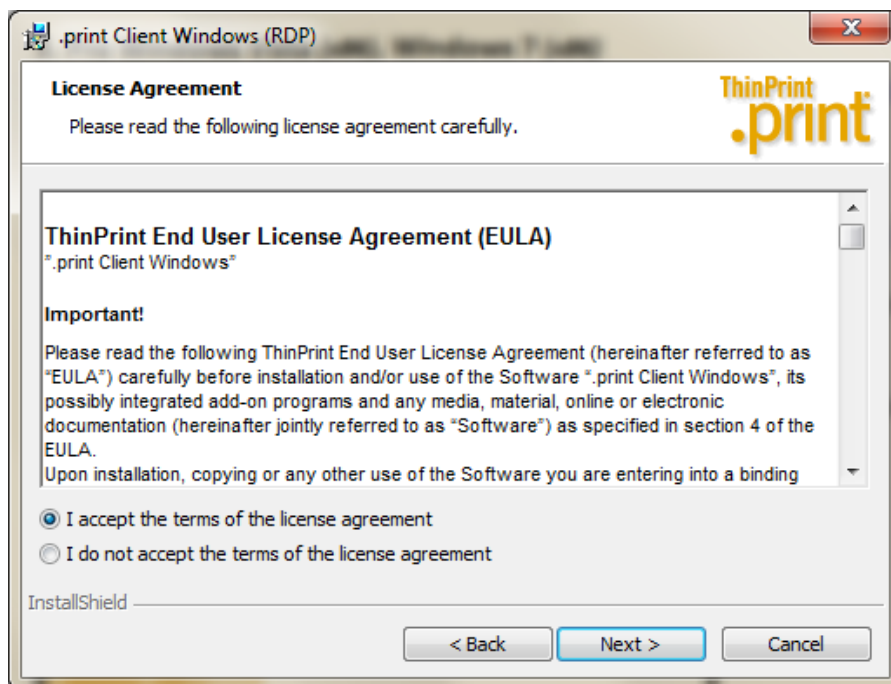 .print Client Windows (RDP)
License Agreement
Please read the following license agreement carefully.
ThinPrint
.print
ThinPrint End User License Agreement (EULA)
".print Client Windows"
Important!
Please read the following ThinPrint End User License Agreement (hereinafter referred to as
“EULA”) carefully before installation and/or use of the Software “.print Client Windows”, its
possibly integrated add-on programs and any media, material, online or electronic
documentation (hereinafter jointly referred to as “Software”) as specified in section 4 of the
EULA.
Upon installation, copying or any other use of the Software you are entering into a binding
I accept the terms of the license agreement
I do not accept the terms of the license agreement
InstallShield
< Back
Next >
Cancel